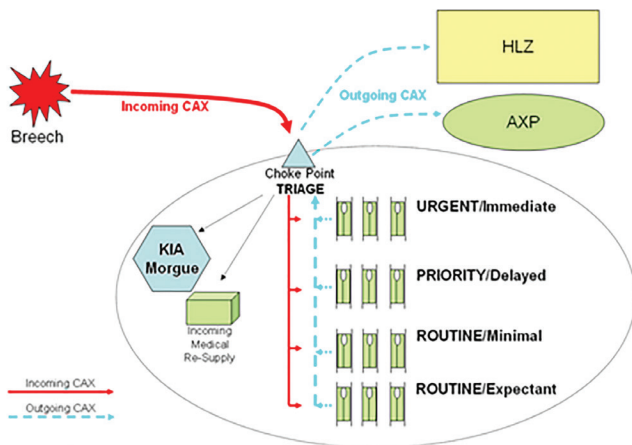 HLZ
Outgoing CAX
AXP
Incoming CAX
Breech
Choke Point
TRIAGE
URGENT/Immediate
KIA
Morgue
PRIORITY/Delayed
Incoming
Medical
Re-Supply
ROUTINE/Minimal
ROUTINE/Expectant
Incoming CAX
Outgoing CAX